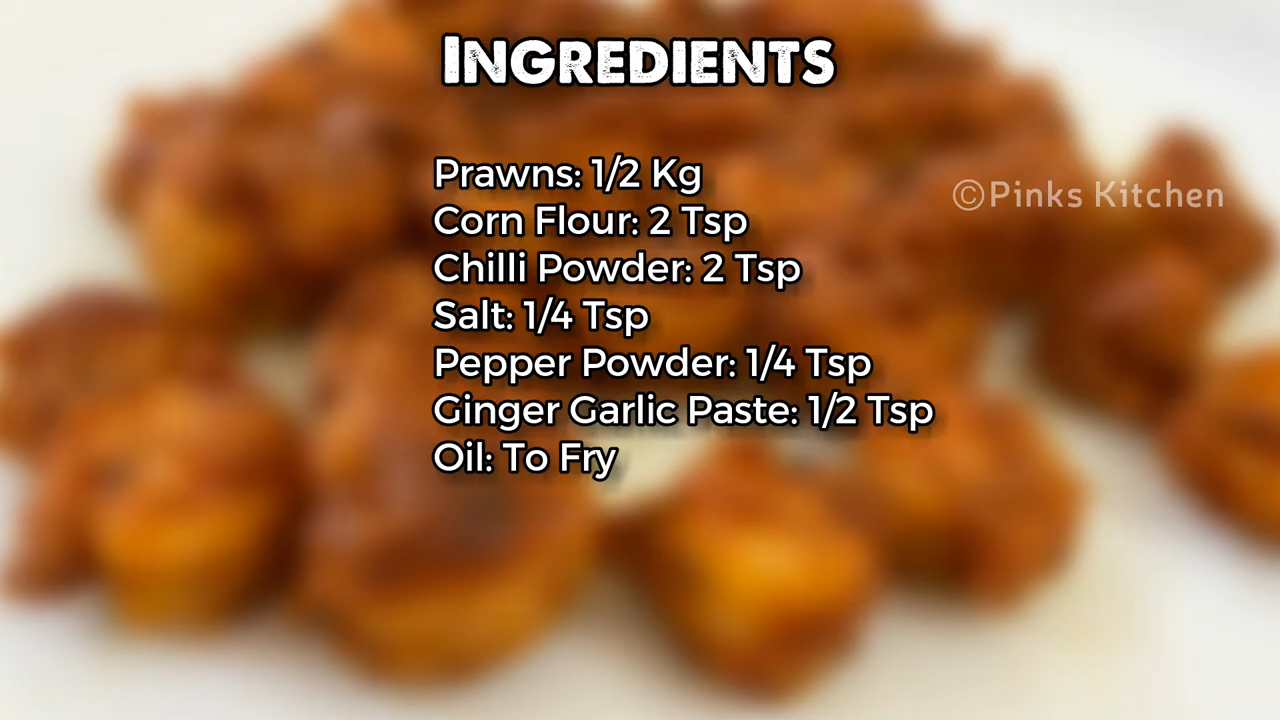 INGREDIENTS
Prawns: 1/2 Kg
©Pinks Kitchen
Corn Flour: 2 Tsp
Chilli Powder: 2 Tsp
Salt: 1/4 Tsp
Pepper Powder: 1/4 Tsp
Ginger Garlic Paste: 1/2 Tsp
Oil: To Fry